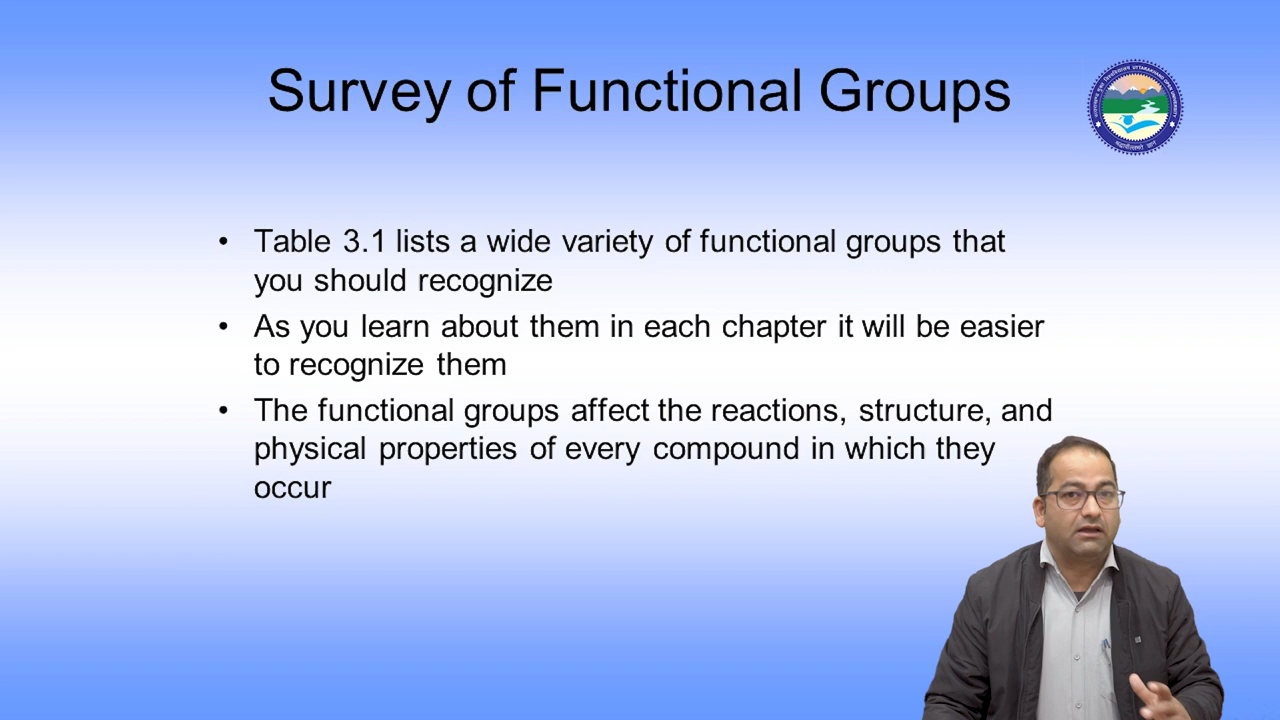 Survey of Functional Groups
• Table 3.1 lists a wide variety of functional groups that
you should recognize
• As you learn about them in each chapter it will be easier
to recognize them
• The functional groups affect the reactions, structure, and
physical properties of every compound in which they
occur